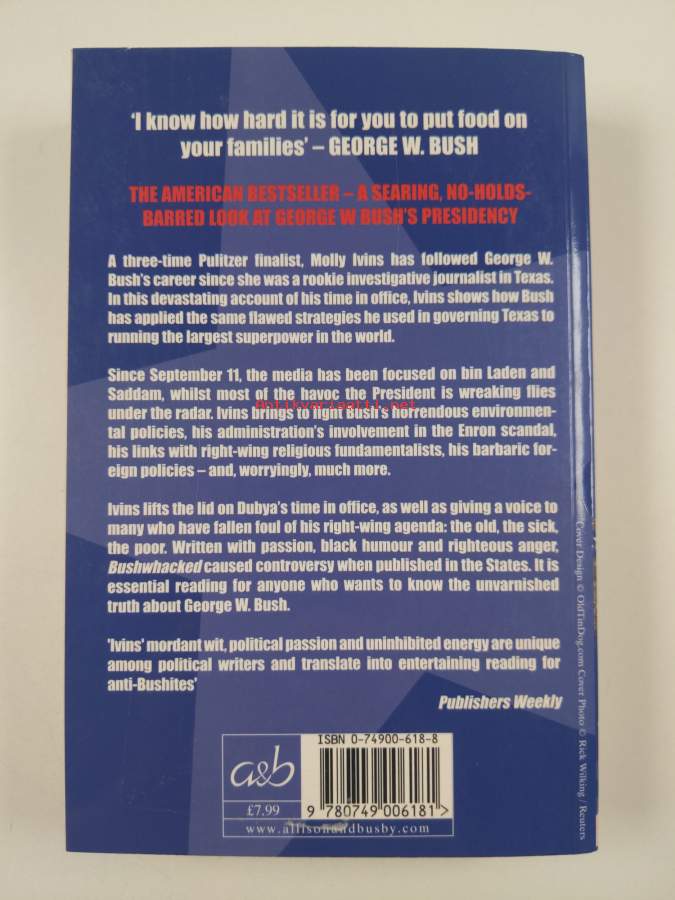 'I know how hard it is for you to put food on
your families' – GEORGE W. BUSH
THE AMERICAN BESTSELLER – A SEARING, NO-HOLDS-
BARRED LOOK AT GEORGE W BUSH'S PRESIDENCY
A three-time Pulitzer finalist, Molly Ivins has followed George W.
Bush's career since she was a rookie investigative journalist in Texas.
In this devastating account of his time in office, Ivins shows how Bush
has applied the same flawed strategies he used in governing Texas to
running the largest superpower in the world.
Since September 11, the media has been focused on bin Laden and
Saddam, whilst most of the havoc the President is wreaking flies
Antikvariaatti.net
under the radar. Ivins brings to light Bush's horrendous environmen-
tal policies, his administration's involvement in the Enron scandal,
his links with right-wing religious fundamentalists, his barbaric for-
eign policies – and, worryingly, much more.
Ivins lifts the lid on Dubya's time in office, as well as giving a voice to
many who have fallen foul of his right-wing agenda: the old, the sick,
the poor. Written with passion, black humour and righteous anger,
Bushwhacked caused controversy when published in the States. It is
essential reading for anyone who wants to know the unvarnished
truth about George W. Bush.
'Ivins' mordant wit, political passion and uninhibited energy are unique
among political writers and translate into entertaining reading for
anti-Bushites'
Publishers Weekly
Cover Design © OldTinDog.com Cover Photo © Rick Wilking / Reuters
a&b
£7.99
ISBN 0-74900-618-8
9 780749 006181 >
www.allisonandbusby.com